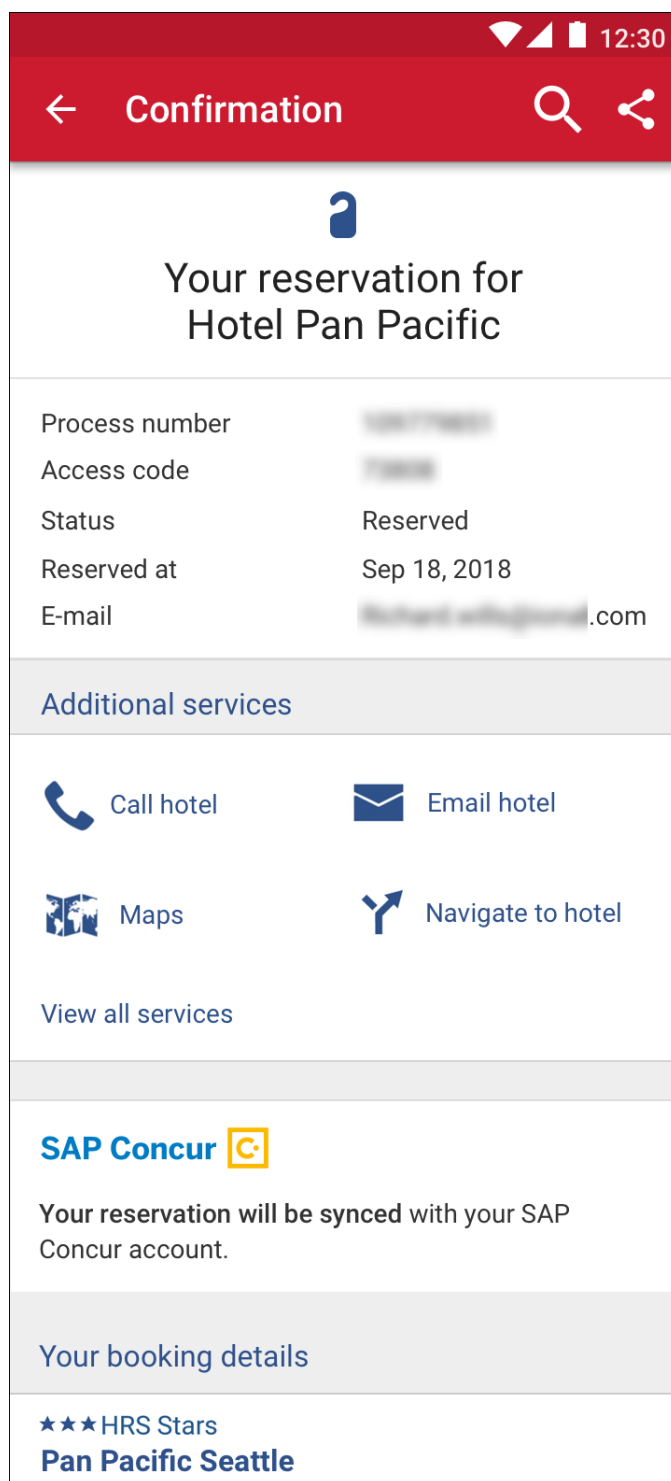 12:30
Confirmation
Your reservation for
Hotel Pan Pacific
Process number
Access code
Status Reserved
Reserved at Sep 18, 2018
E-mail .com
Additional services
Call hotel Email hotel
Maps Navigate to hotel
View all services
SAP Concur C
Your reservation will be synced with your SAP
Concur account.
Your booking details
★★★HRS Stars
Pan Pacific Seattle